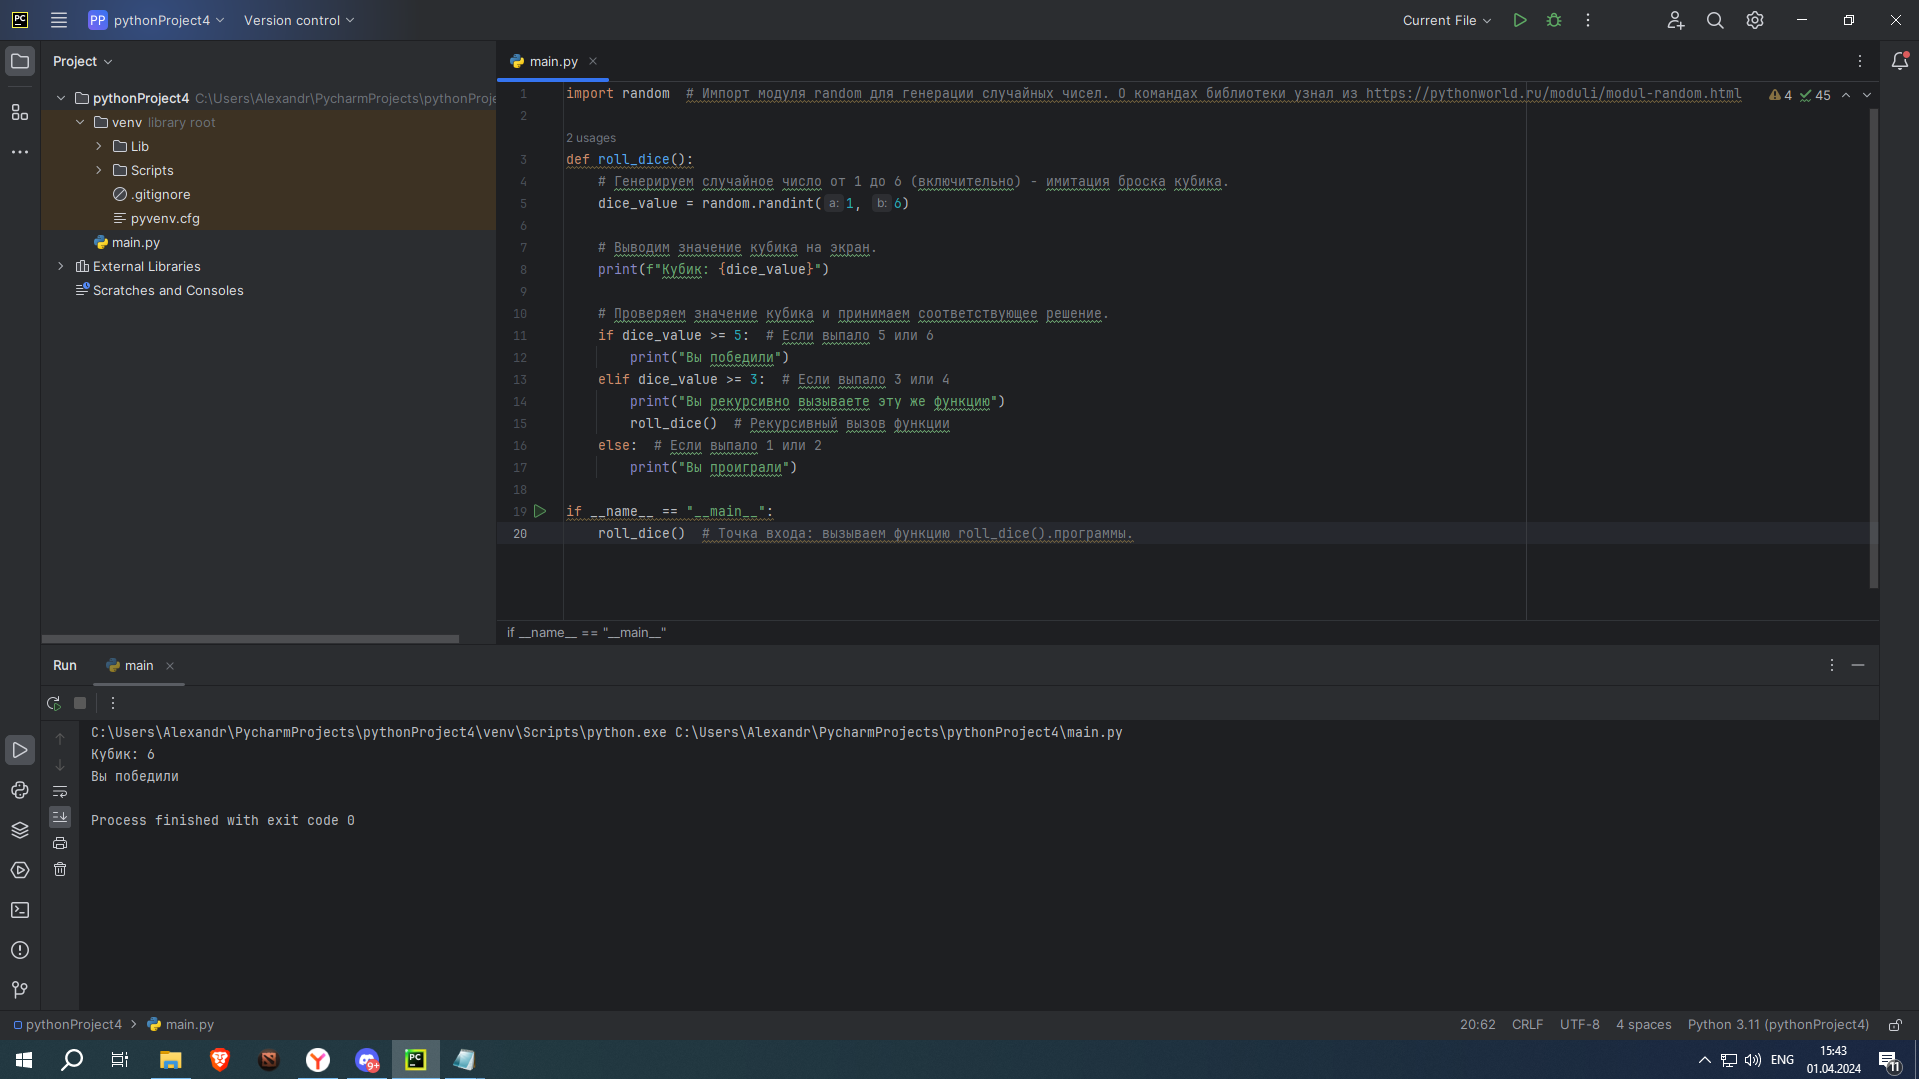 PC PP pythonProject4 Version control Current File
Project
pythonProject4 C:\Users\Alexandr\PycharmProjects\pythonProje
venv library root
Lib
Scripts
.gitignore
pyvenv.cfg
main.py
External Libraries
Scratches and Consoles
main.py
4 45
1 import random # Импорт модуля random для генерации случайных чисел. О командах библиотеки узнал из https://pythonworld.ru/moduli/modul-random.html
2
2 usages
3 def roll_dice():
4 # Генерируем случайное число от 1 до 6 (включительно) - имитация броска кубика.
5 dice_value = random.randint( a: 1, b: 6)
6
7 # Выводим значение кубика на экран.
8 print(f"Кубик: {dice_value}")
9
10 # Проверяем значение кубика и принимаем соответствующее решение.
11 if dice_value >= 5: # Если выпало 5 или 6
12 print("Вы победили")
13 elif dice_value >= 3: # Если выпало 3 или 4
14 print("Вы рекурсивно вызываете эту же функцию")
15 roll_dice() # Рекурсивный вызов функции
16 else: # Если выпало 1 или 2
17 print("Вы проиграли")
18
19 if __name__ == "__main__":
20 roll_dice() # Точка входа: вызываем функцию roll_dice().программы.
if __name__ == "__main__"
Run main
C:\Users\Alexandr\PycharmProjects\pythonProject4\venv\Scripts\python.exe C:\Users\Alexandr\PycharmProjects\pythonProject4\main.py
Кубик: 6
Вы победили
Process finished with exit code 0
pythonProject4 > main.py 20:62 CRLF UTF-8 4 spaces Python 3.11 (pythonProject4)
9+ PC ENG 15:43
01.04.2024 11